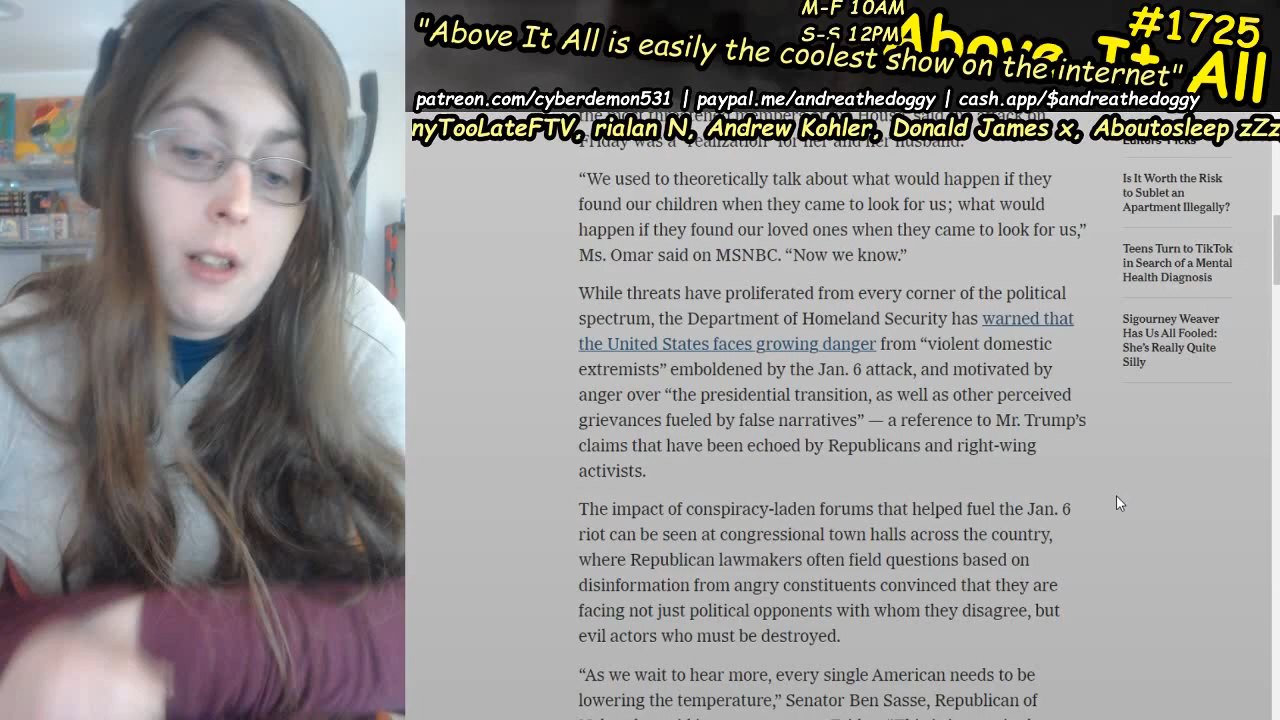 M-F 10AM
S-S 12PM
Above It All
#1725
"Above It All is easily the coolest show on the internet"
patreon.com/cyberdemon531 | paypal.me/andreathedoggy | cash.app/$andreathedoggy
nyTooLateFTV, rialan N, Andrew Kohler, Donald James x, Aboutosleep zZz
Friday was a "realization" for her and her husband.
“We used to theoretically talk about what would happen if they
found our children when they came to look for us; what would
happen if they found our loved ones when they came to look for us,”
Ms. Omar said on MSNBC. “Now we know.”
While threats have proliferated from every corner of the political
spectrum, the Department of Homeland Security has warned that
the United States faces growing danger from “violent domestic
extremists” emboldened by the Jan. 6 attack, and motivated by
anger over “the presidential transition, as well as other perceived
grievances fueled by false narratives” — a reference to Mr. Trump’s
claims that have been echoed by Republicans and right-wing
activists.
The impact of conspiracy-laden forums that helped fuel the Jan. 6
riot can be seen at congressional town halls across the country,
where Republican lawmakers often field questions based on
disinformation from angry constituents convinced that they are
facing not just political opponents with whom they disagree, but
evil actors who must be destroyed.
“As we wait to hear more, every single American needs to be
lowering the temperature,” Senator Ben Sasse, Republican of
Editors’ Picks
Is It Worth the Risk
to Sublet an
Apartment Illegally?
Teens Turn to TikTok
in Search of a Mental
Health Diagnosis
Sigourney Weaver
Has Us All Fooled:
She’s Really Quite
Silly